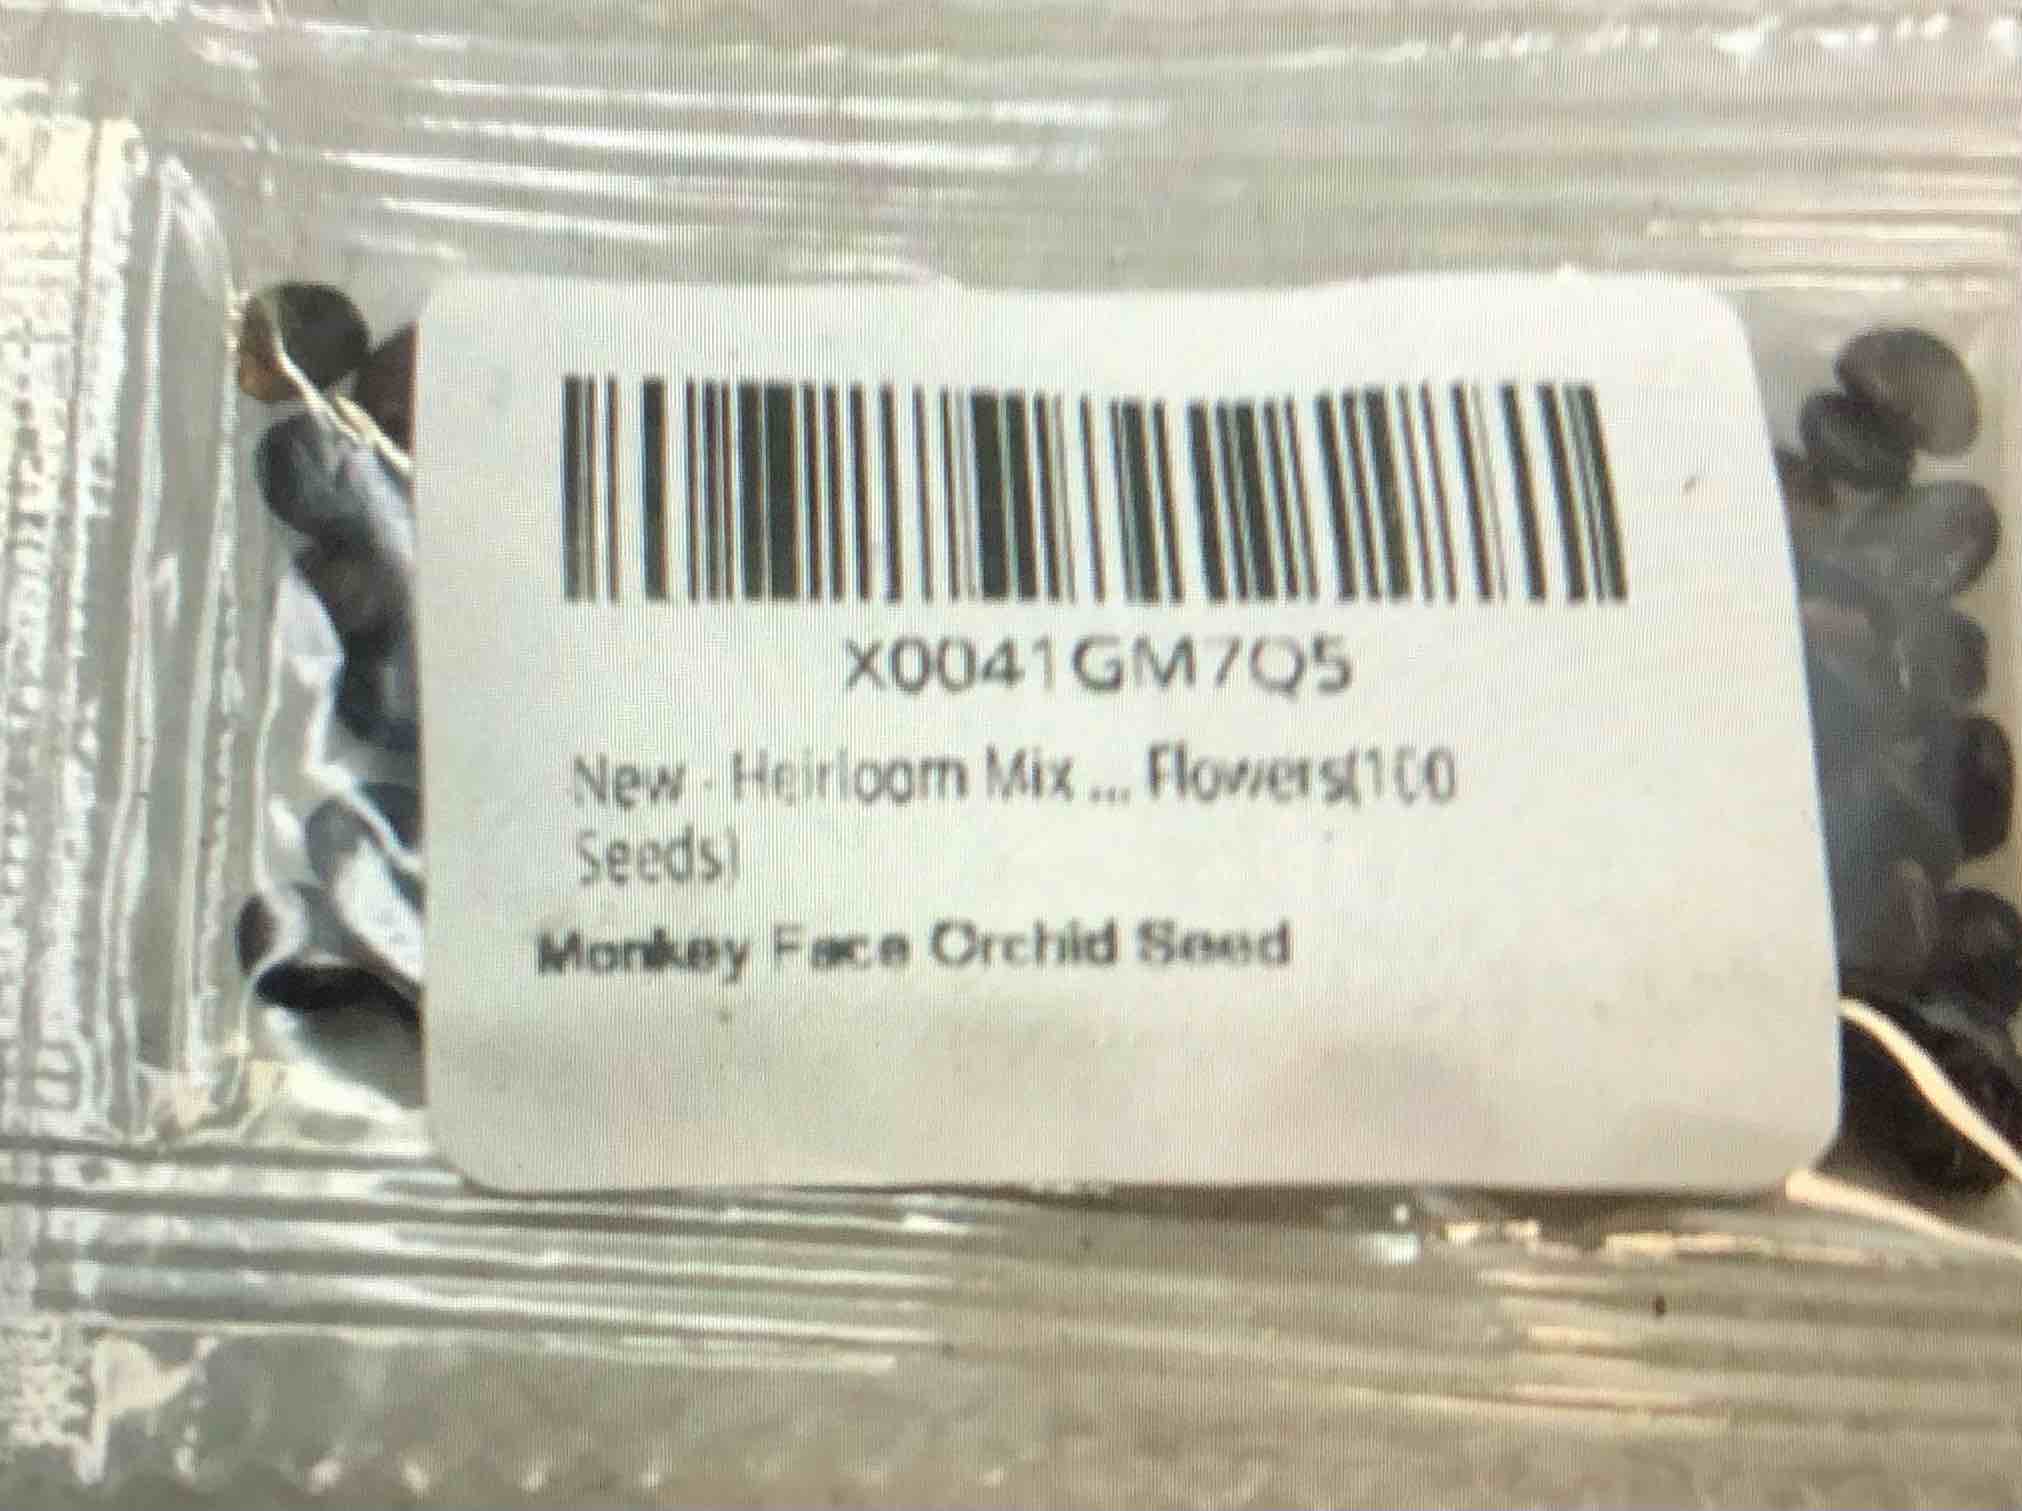 X0041GM7Q5
New - Heirloom Mix ... Flowers(100
Seeds)
Monkey Face Orchid Seed